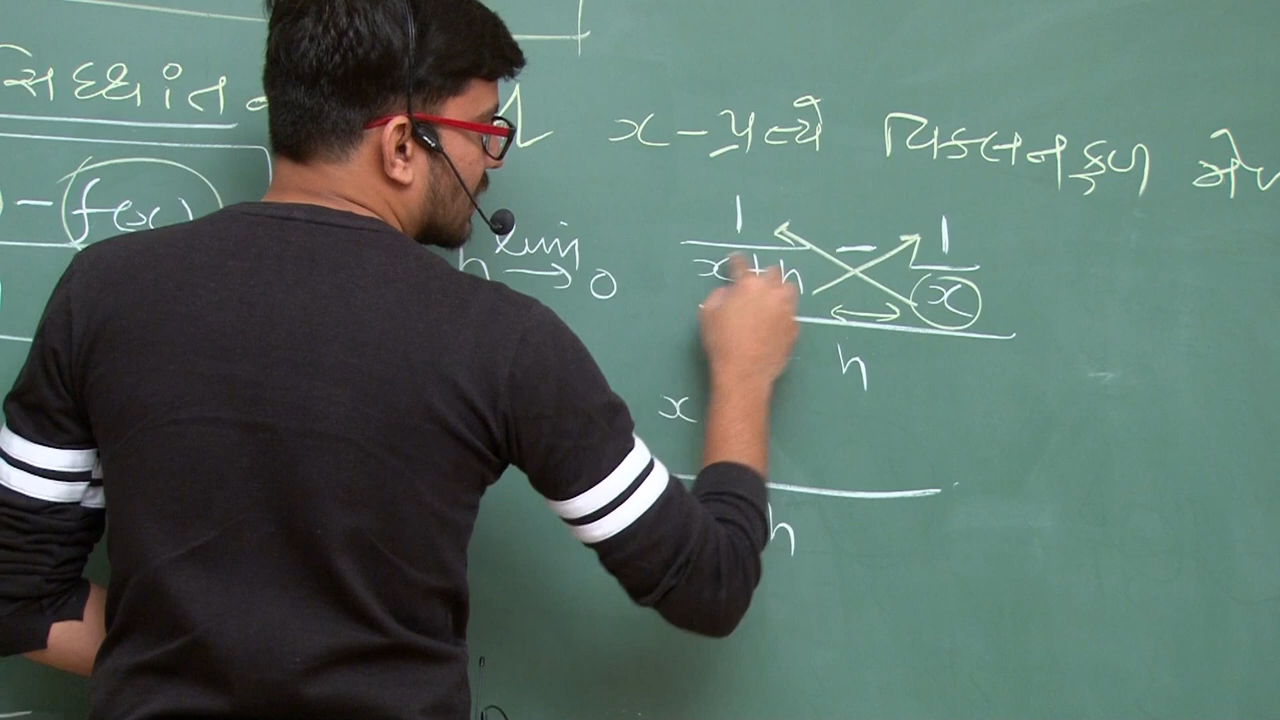 સિદ્ધાંત x-પ્રત્યે વિકલનફળ
- f(x)
lim h→0 1/x+h - 1/x
h
x
h